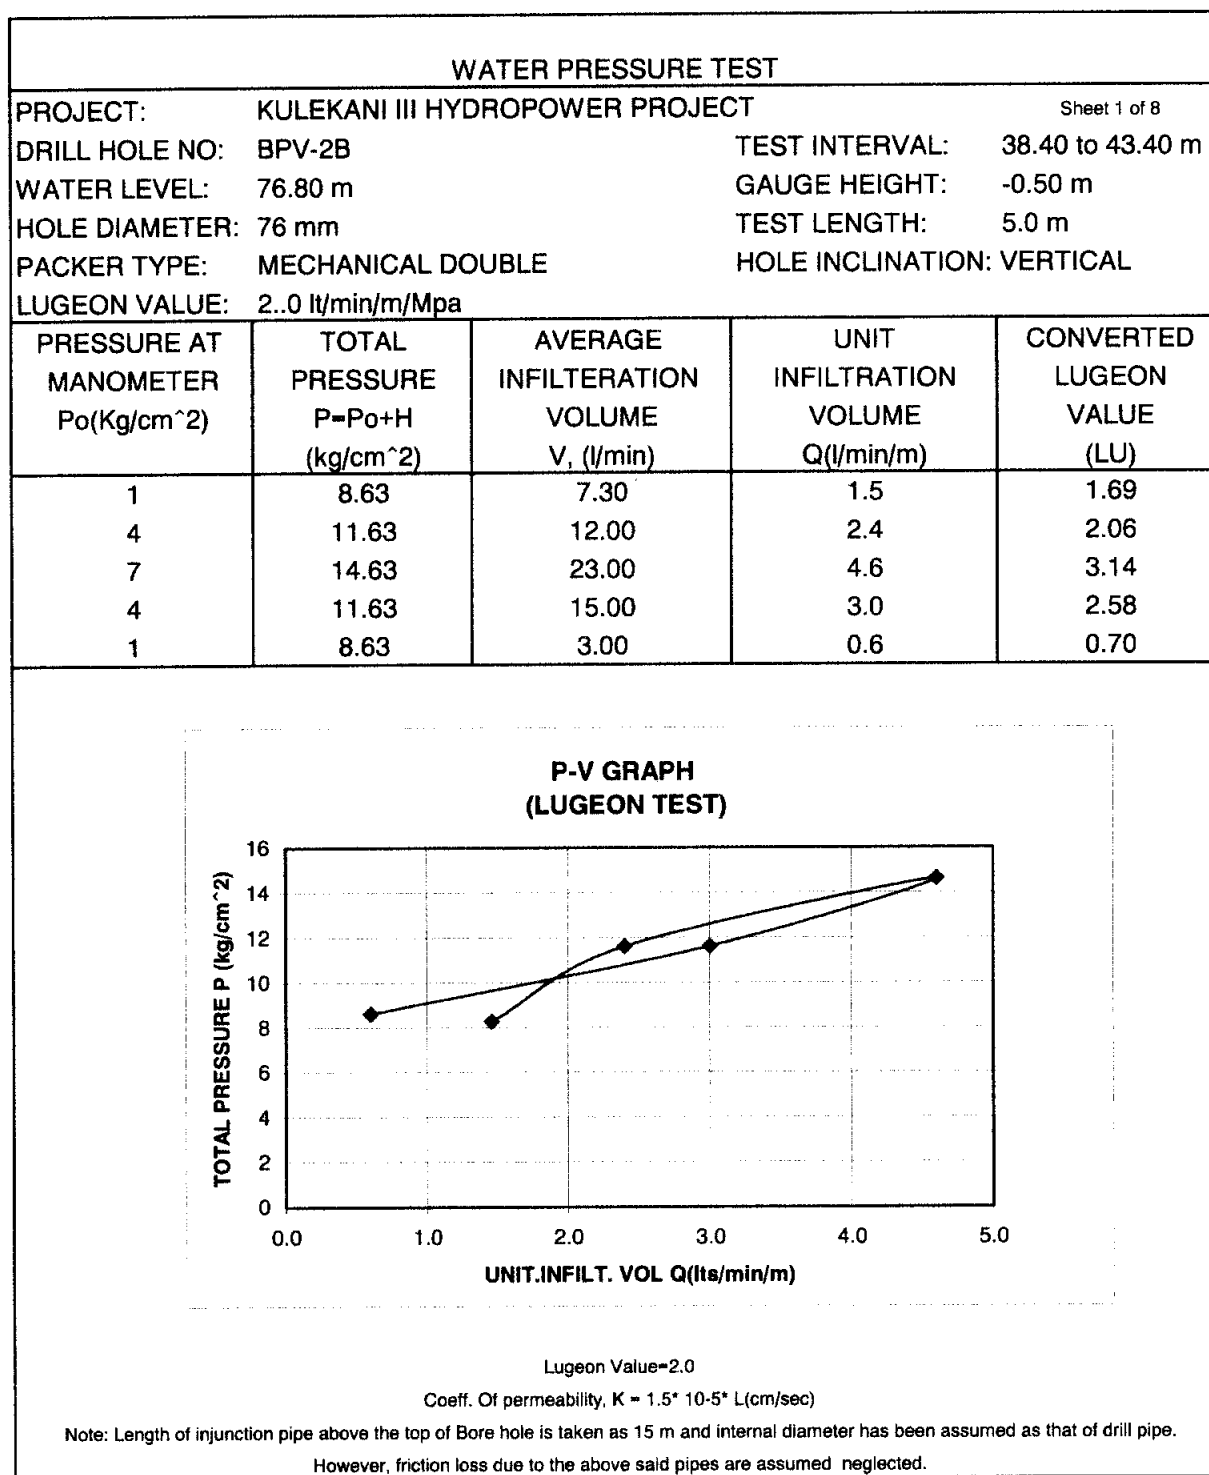 WATER PRESSURE TEST
PROJECT: KULEKANI III HYDROPOWER PROJECT Sheet 1 of 8
DRILL HOLE NO: BPV-2B TEST INTERVAL: 38.40 to 43.40 m
WATER LEVEL: 76.80 m GAUGE HEIGHT: -0.50 m
HOLE DIAMETER: 76 mm TEST LENGTH: 5.0 m
PACKER TYPE: MECHANICAL DOUBLE HOLE INCLINATION: VERTICAL
LUGEON VALUE: 2..0 lt/min/m/Mpa
PRESSURE AT TOTAL AVERAGE UNIT CONVERTED
MANOMETER PRESSURE INFILTERATION INFILTRATION LUGEON
Po(Kg/cm^2) P=Po+H VOLUME VOLUME VALUE
(kg/cm^2) V, (l/min) Q(l/min/m) (LU)
1 8.63 7.30 1.5 1.69
4 11.63 12.00 2.4 2.06
7 14.63 23.00 4.6 3.14
4 11.63 15.00 3.0 2.58
1 8.63 3.00 0.6 0.70
P-V GRAPH
(LUGEON TEST)
TOTAL PRESSURE P (kg/cm^2)
16
14
12
10
8
6
4
2
0
0.0 1.0 2.0 3.0 4.0 5.0
UNIT.INFILT. VOL Q(lts/min/m)
Lugeon Value=2.0
Coeff. Of permeability, K = 1.5* 10-5* L(cm/sec)
Note: Length of injunction pipe above the top of Bore hole is taken as 15 m and internal diameter has been assumed as that of drill pipe.
However, friction loss due to the above said pipes are assumed neglected.